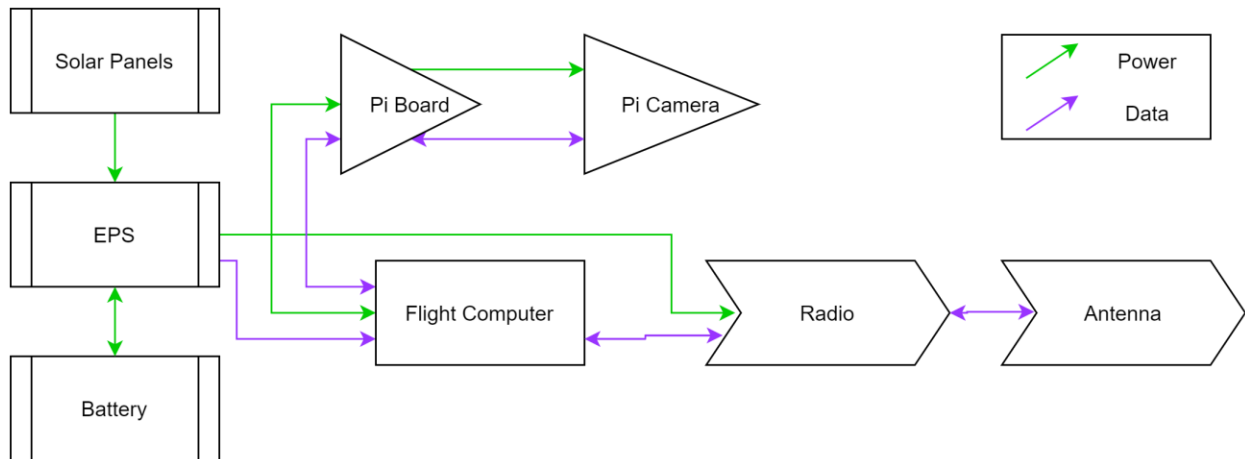 Solar Panels
Pi Board
Pi Camera
Power
Data
EPS
Flight Computer
Radio
Antenna
Battery